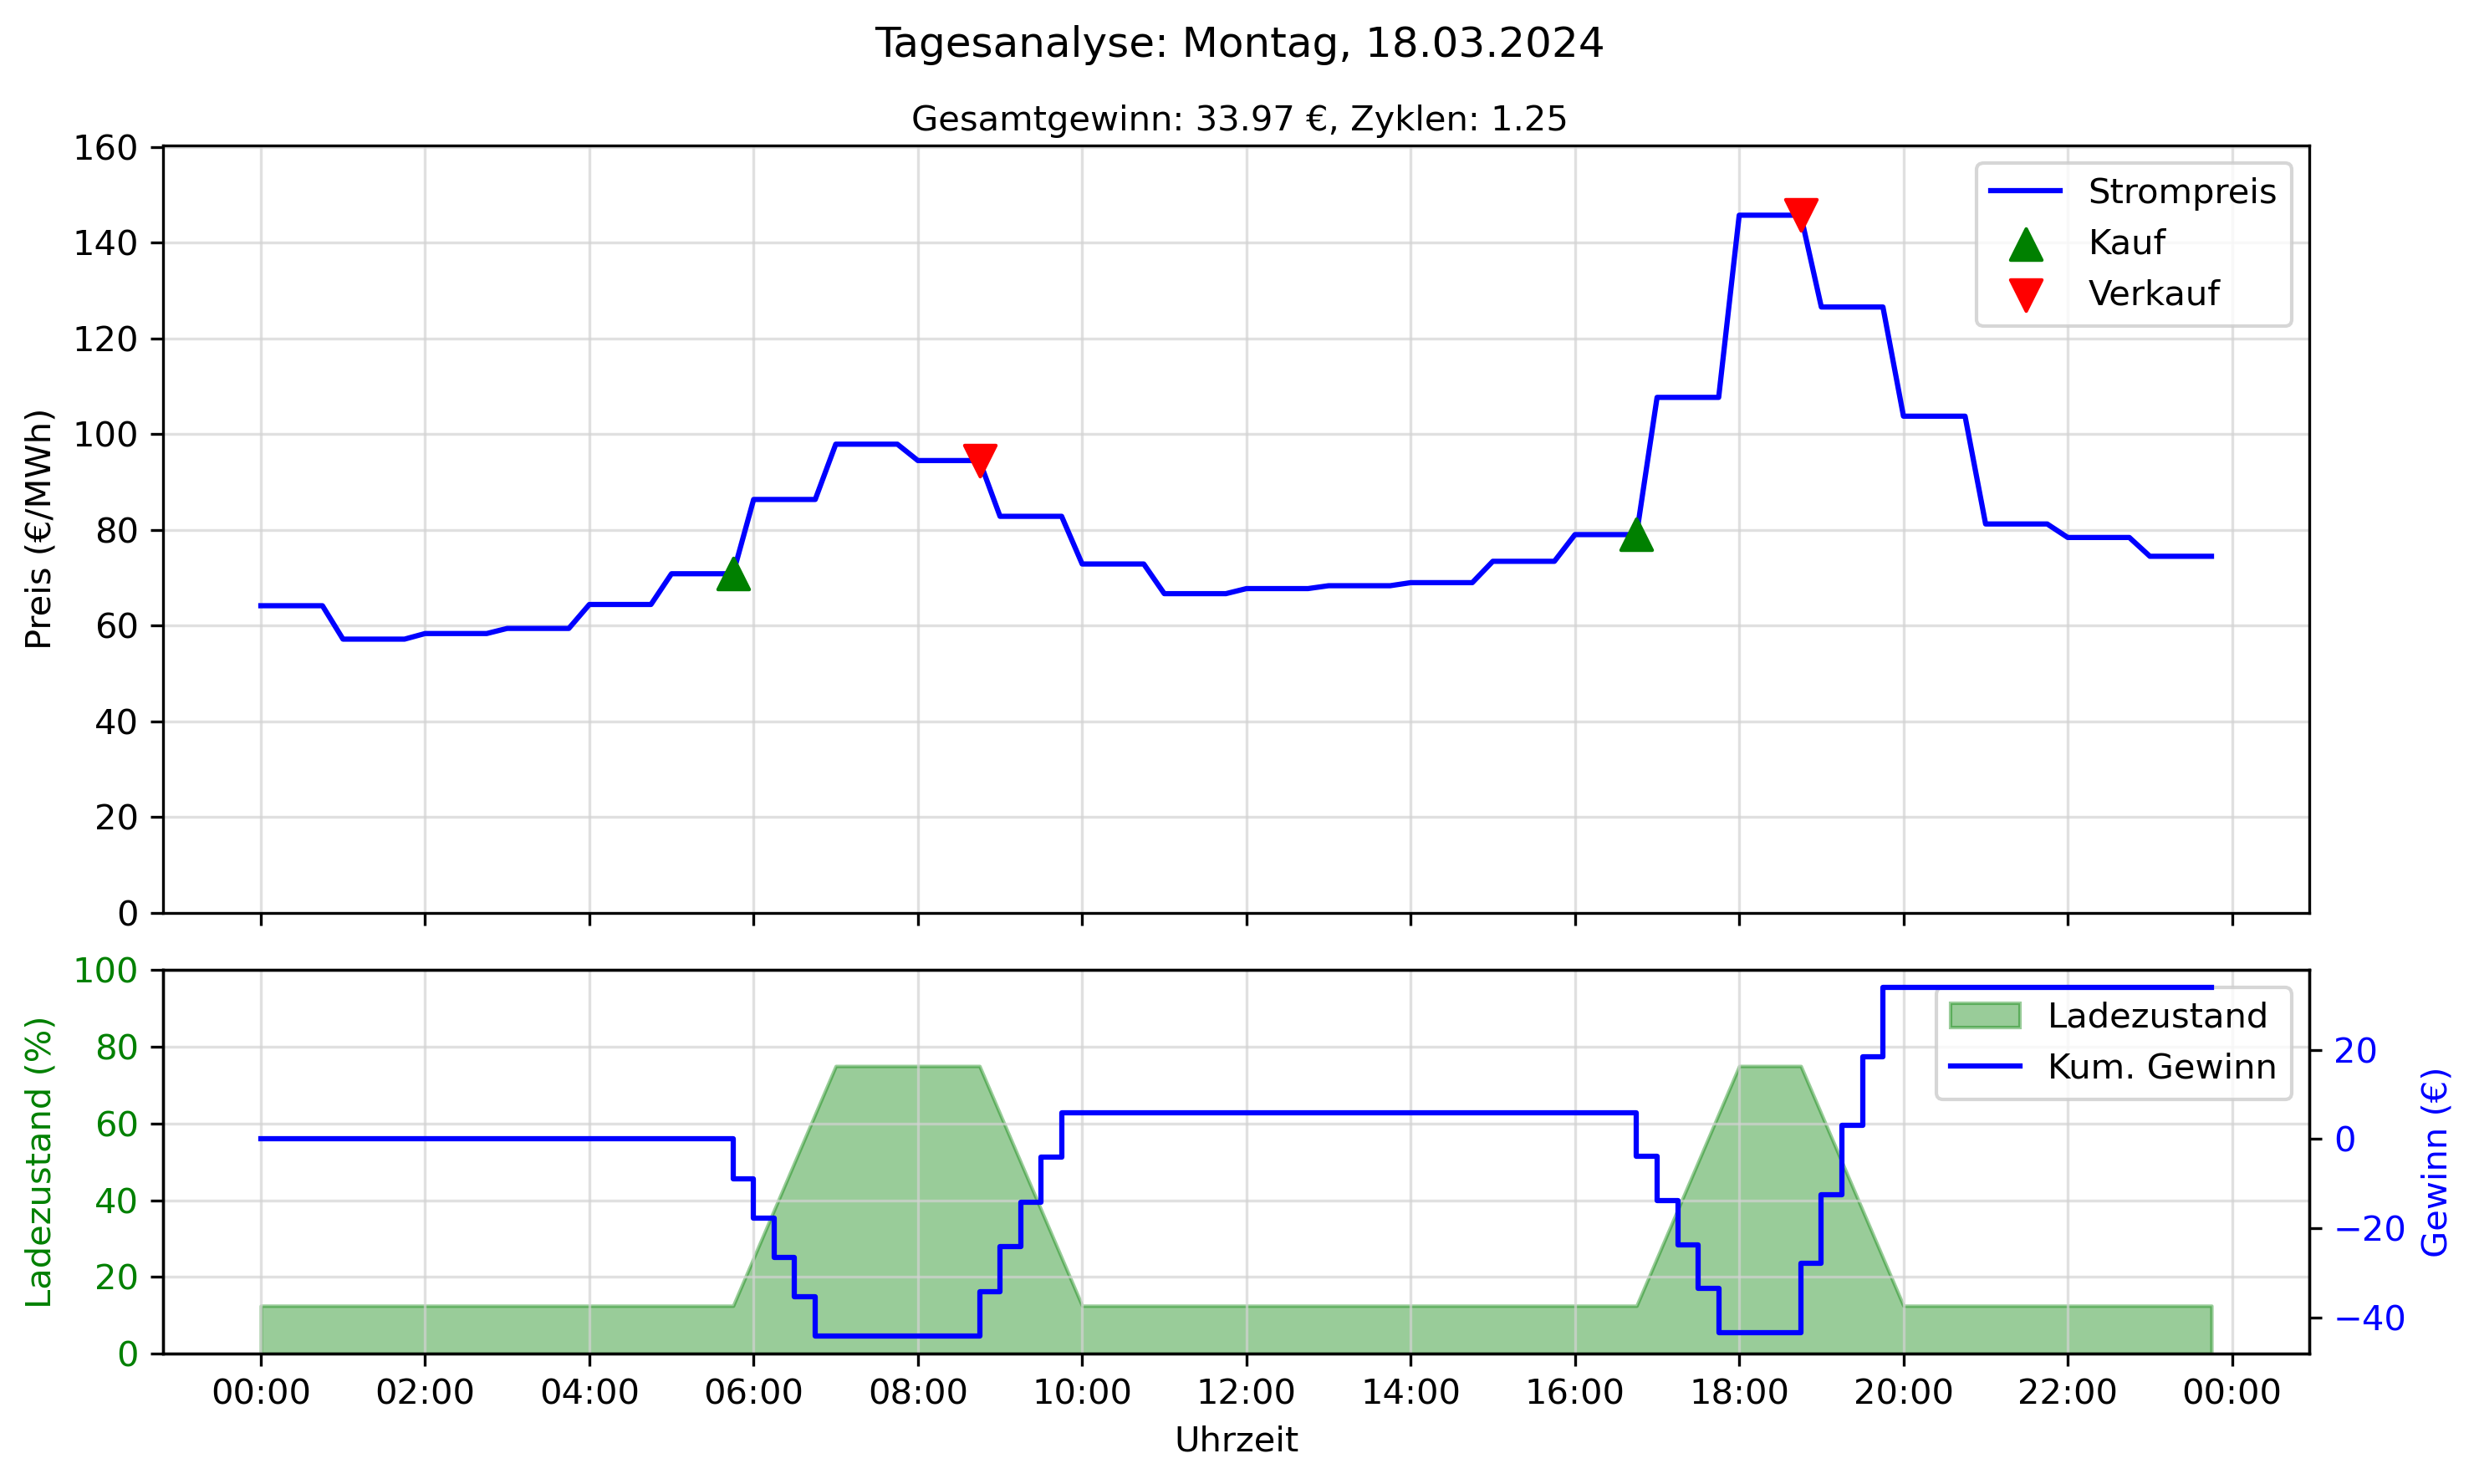 Tagesanalyse: Montag, 18.03.2024
Gesamtgewinn: 33.97 €, Zyklen: 1.25
Preis (€/MWh)
160
140
120
100
80
60
40
20
0
Strompreis
Kauf
Verkauf
Ladezustand (%)
100
80
60
40
20
0
Ladezustand
Kum. Gewinn
20
0
−20
−40
Gewinn (€)
00:00 02:00 04:00 06:00 08:00 10:00 12:00 14:00 16:00 18:00 20:00 22:00 00:00
Uhrzeit